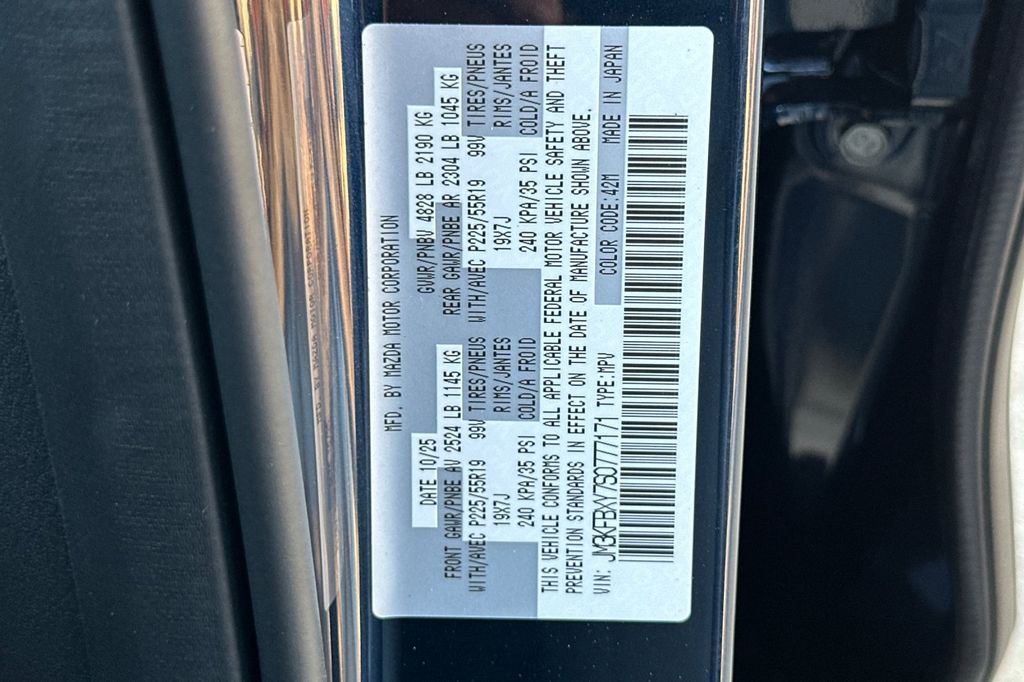 MFD. BY MAZDA MOTOR CORPORATION
DATE 10/25 GVWR/PNBV 4828 LB 2190 KG
FRONT GAWR/PNBE AV 2524 LB 1145 KG REAR GAWR/PNBE AR 2304 LB 1045 KG
WITH/AVEC P225/55R19 99V TIRES/PNEUS WITH/AVEC P225/55R19 99V TIRES/PNEUS
19X7J RIMS/JANTES 19X7J RIMS/JANTES
240 KPA/35 PSI COLD/A FROID 240 KPA/35 PSI COLD/A FROID
THIS VEHICLE CONFORMS TO ALL APPLICABLE FEDERAL MOTOR VEHICLE SAFETY AND THEFT
PREVENTION STANDARDS IN EFFECT ON THE DATE OF MANUFACTURE SHOWN ABOVE.
VIN: JM3KFBXY7S0777171 TYPE:MPV COLOR CODE:42M MADE IN JAPAN